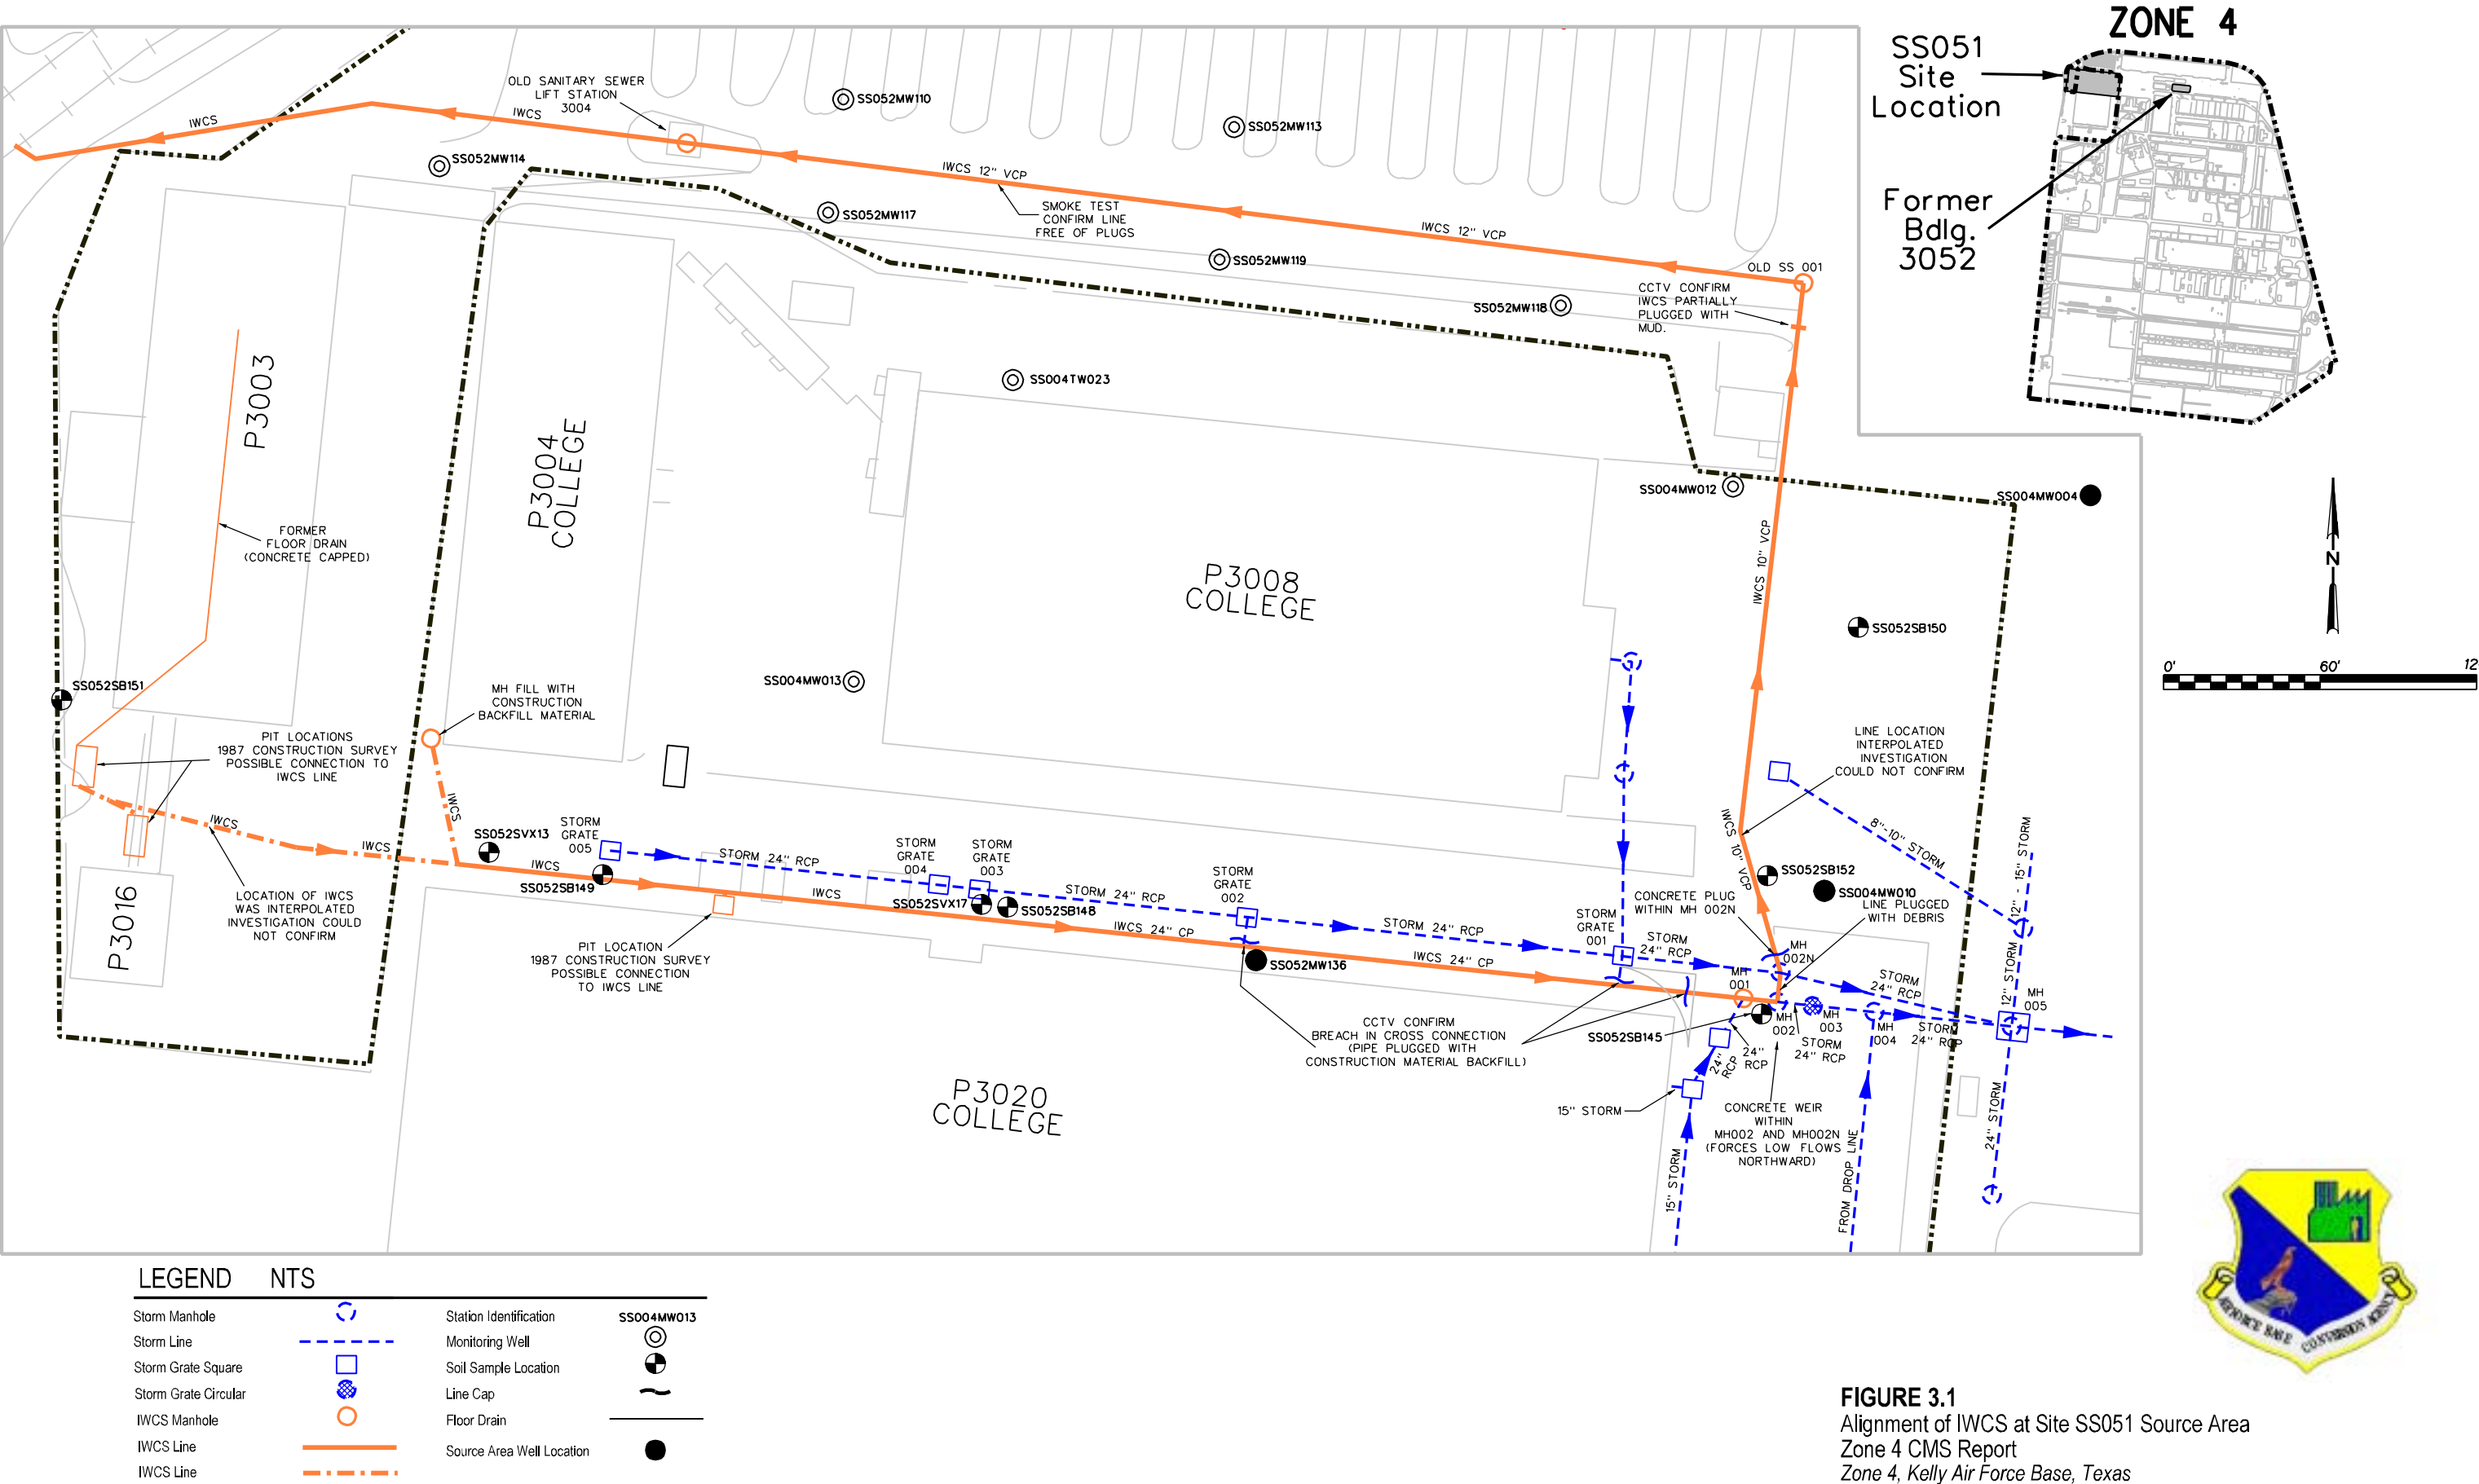 ZONE 4
SS051
Site
Location
Former
Bdlg.
3052
OLD SANITARY SEWER
LIFT STATION
3004
IWCS
IWCS
SS052MW110
SS052MW113
SS052MW114
IWCS 12" VCP
SMOKE TEST
CONFIRM LINE
FREE OF PLUGS
SS052MW117
IWCS 12" VCP
SS052MW119
OLD SS 001
CCTV CONFIRM
IWCS PARTIALLY
PLUGGED WITH
MUD.
SS052MW118
SS004TW023
P3003
P3004
COLLEGE
P3008
COLLEGE
SS004MW012
SS004MW004
FORMER
FLOOR DRAIN
(CONCRETE CAPPED)
IWCS 10" VCP
N
0'
60'
12
SS052SB150
SS052SB151
SS004MW013
MH FILL WITH
CONSTRUCTION
BACKFILL MATERIAL
PIT LOCATIONS
1987 CONSTRUCTION SURVEY
POSSIBLE CONNECTION TO
IWCS LINE
LINE LOCATION
INTERPOLATED
INVESTIGATION
COULD NOT CONFIRM
IWCS
IWCS
IWCS
SS052SVX13
STORM
GRATE
005
STORM 24" RCP
STORM
GRATE
004
STORM
GRATE
003
IWCS 10" VCP
8"-10" STORM
12" - 15" STORM
IWCS
SS052SB149
IWCS
SS052SVX17
SS052SB148
STORM 24" RCP
STORM
GRATE
002
SS052SB152
SS004MW010
LINE PLUGGED
WITH DEBRIS
CONCRETE PLUG
WITHIN MH 002N
P3016
LOCATION OF IWCS
WAS INTERPOLATED
INVESTIGATION COULD
NOT CONFIRM
PIT LOCATION
1987 CONSTRUCTION SURVEY
POSSIBLE CONNECTION
TO IWCS LINE
IWCS 24" CP
STORM 24" RCP
STORM
GRATE
001
STORM
24" RCP
MH
002N
SS052MW136
IWCS 24" CP
MH
001
STORM
24" RCP
12" STORM
MH
005
CCTV CONFIRM
BREACH IN CROSS CONNECTION
(PIPE PLUGGED WITH
CONSTRUCTION MATERIAL BACKFILL)
SS052SB145
MH
002
MH
003
MH
004
STORM
24" RCP
STORM
24" RCP
24"
RCP
24"
RCP
P3020
COLLEGE
15" STORM
CONCRETE WEIR
WITHIN
MH002 AND MH002N
(FORCES LOW FLOWS
NORTHWARD)
15" STORM
FROM DROP LINE
24" STORM
LEGEND NTS
Storm Manhole
Storm Line
Storm Grate Square
Storm Grate Circular
IWCS Manhole
IWCS Line
IWCS Line
Station Identification
SS004MW013
Monitoring Well
Soil Sample Location
Line Cap
Floor Drain
Source Area Well Location
AIR FORCE BASE CONVERSION AGENCY
FIGURE 3.1
Alignment of IWCS at Site SS051 Source Area
Zone 4 CMS Report
Zone 4, Kelly Air Force Base, Texas